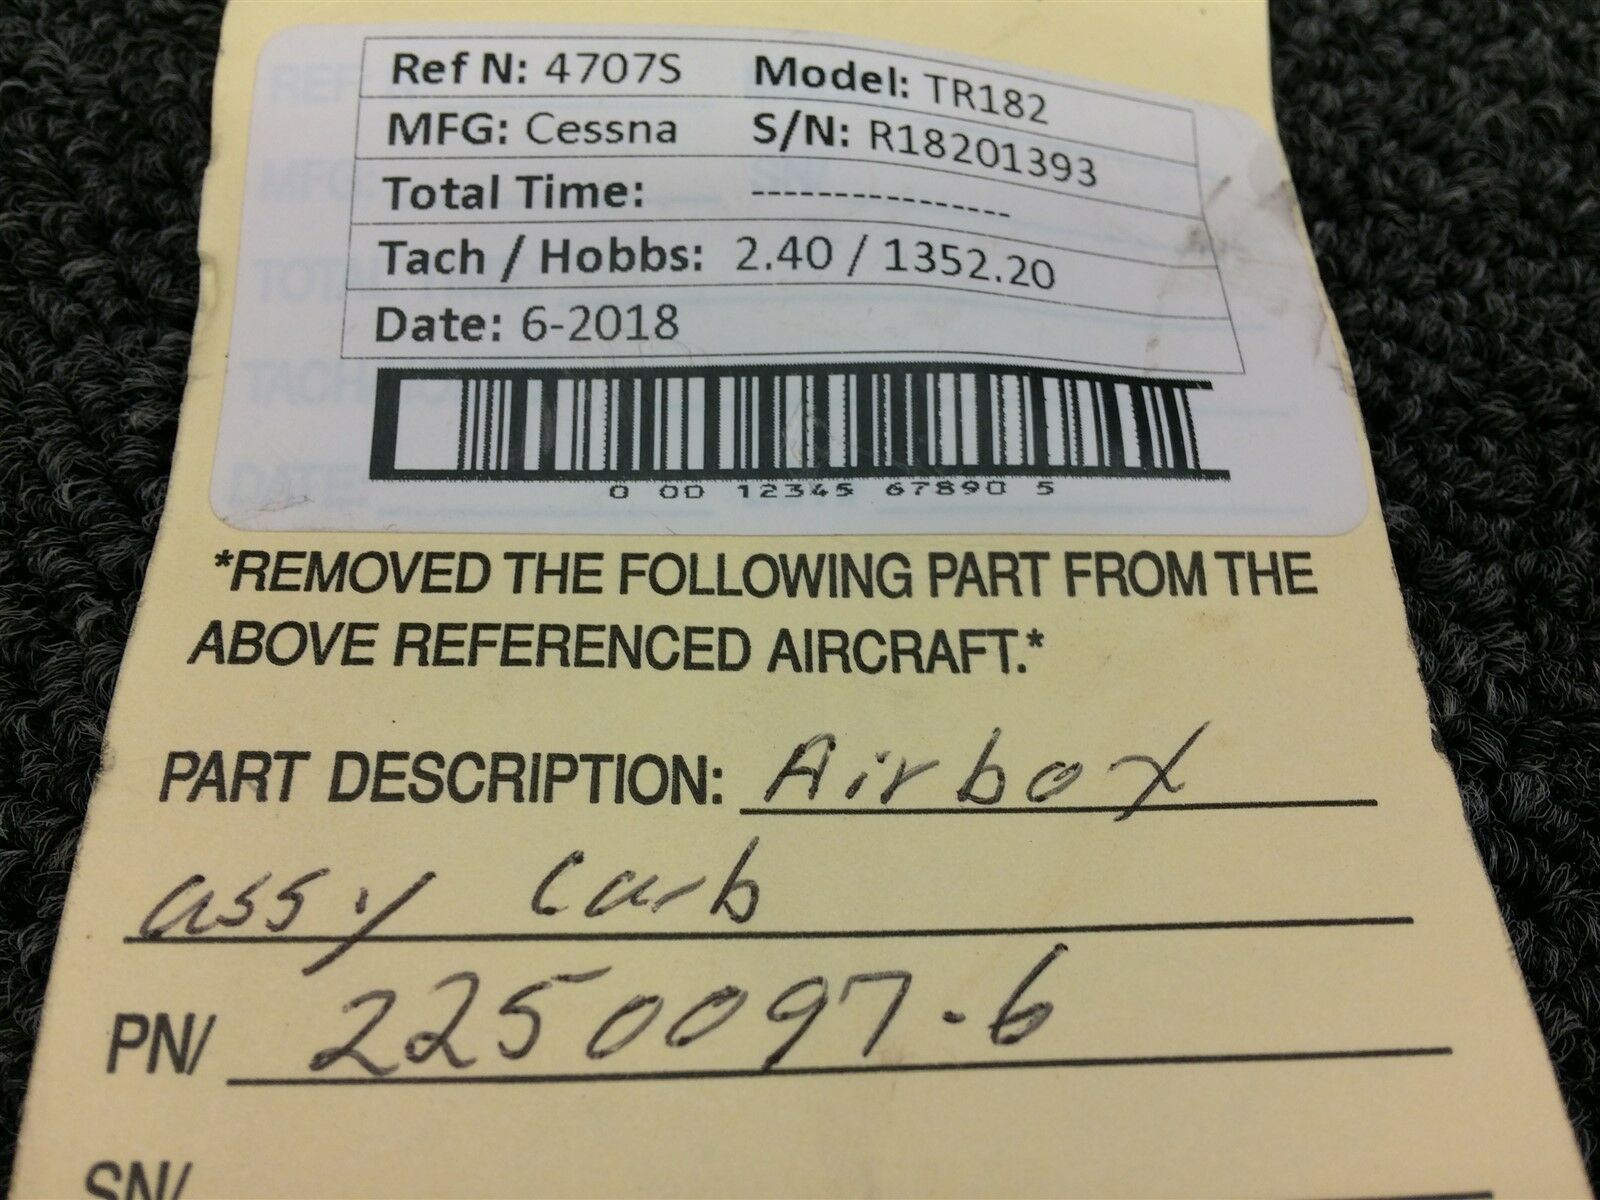 Ref N: 4707S Model: TR182
MFG: Cessna S/N: R18201393
Total Time: ----------------
Tach / Hobbs: 2.40 / 1352.20
Date: 6-2018
0 00 12345 67890 5
*REMOVED THE FOLLOWING PART FROM THE
ABOVE REFERENCED AIRCRAFT.*
PART DESCRIPTION: Airbox
assy Carb
PN/ 2250097-6
SN/